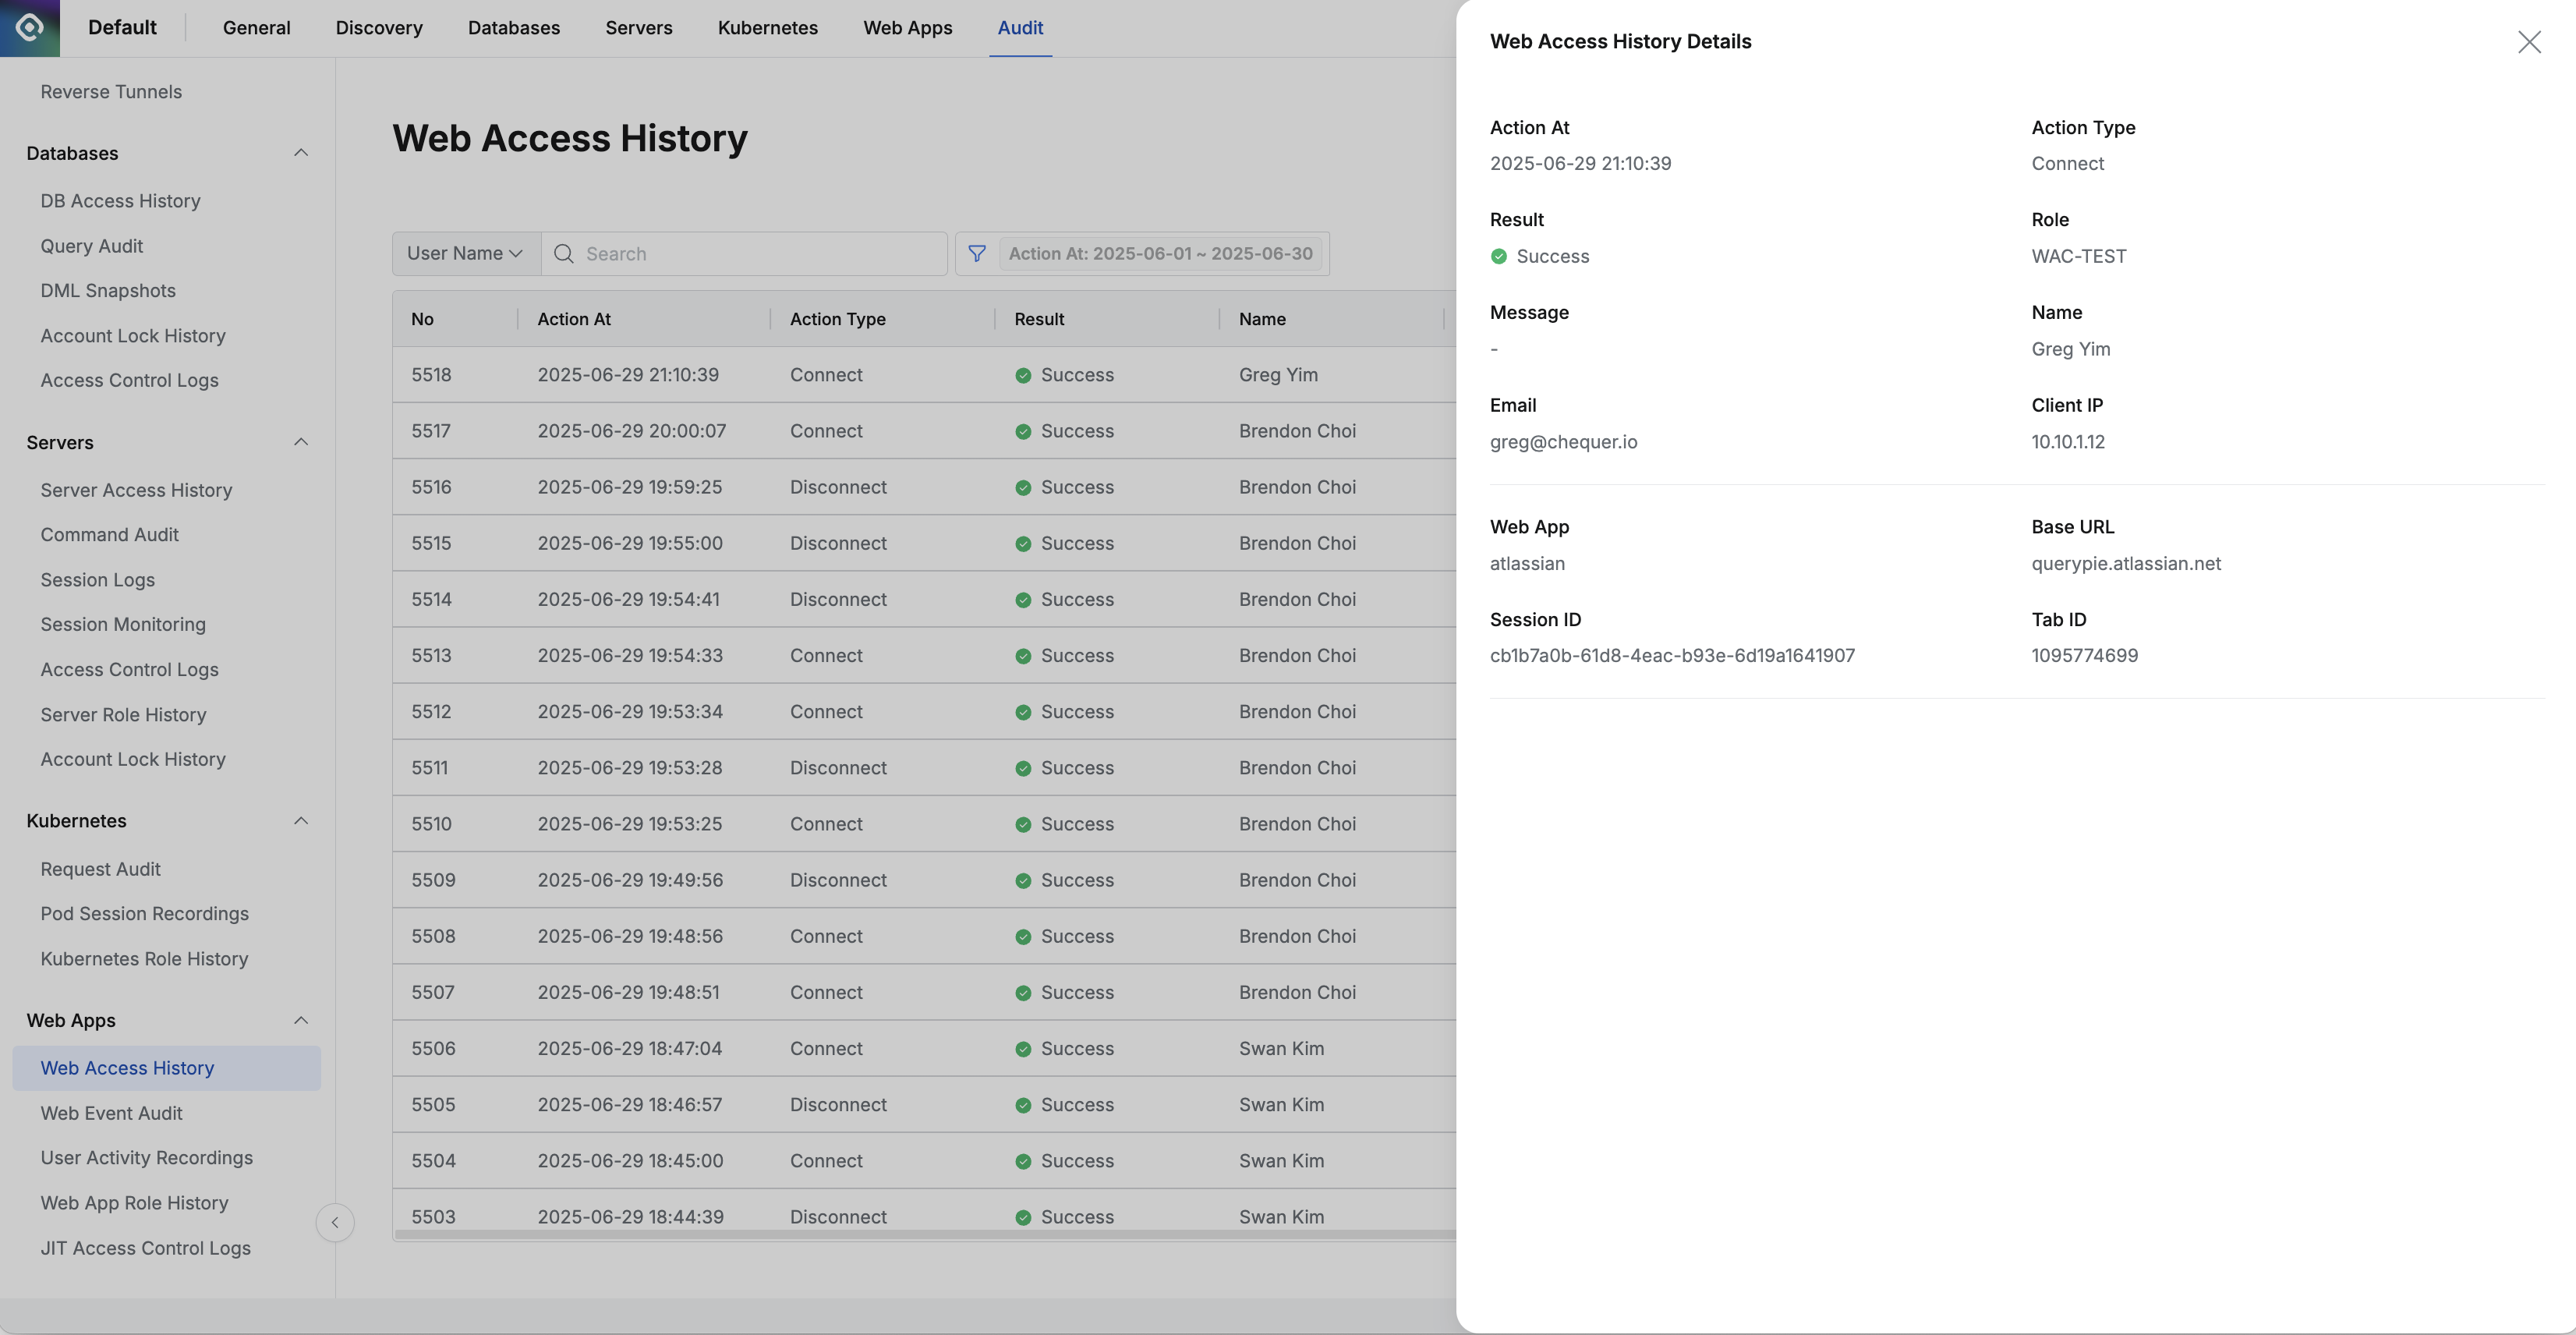 Default General Discovery Databases Servers Kubernetes Web Apps Audit
Reverse Tunnels
Databases
DB Access History
Query Audit
DML Snapshots
Account Lock History
Access Control Logs
Servers
Server Access History
Command Audit
Session Logs
Session Monitoring
Access Control Logs
Server Role History
Account Lock History
Kubernetes
Request Audit
Pod Session Recordings
Kubernetes Role History
Web Apps
Web Access History
Web Event Audit
User Activity Recordings
Web App Role History
JIT Access Control Logs
Web Access History
User Name Search Action At: 2025-06-01 ~ 2025-06-30
No Action At Action Type Result Name
5518 2025-06-29 21:10:39 Connect Success Greg Yim
5517 2025-06-29 20:00:07 Connect Success Brendon Choi
5516 2025-06-29 19:59:25 Disconnect Success Brendon Choi
5515 2025-06-29 19:55:00 Disconnect Success Brendon Choi
5514 2025-06-29 19:54:41 Disconnect Success Brendon Choi
5513 2025-06-29 19:54:33 Connect Success Brendon Choi
5512 2025-06-29 19:53:34 Connect Success Brendon Choi
5511 2025-06-29 19:53:28 Disconnect Success Brendon Choi
5510 2025-06-29 19:53:25 Connect Success Brendon Choi
5509 2025-06-29 19:49:56 Disconnect Success Brendon Choi
5508 2025-06-29 19:48:56 Connect Success Brendon Choi
5507 2025-06-29 19:48:51 Connect Success Brendon Choi
5506 2025-06-29 18:47:04 Connect Success Swan Kim
5505 2025-06-29 18:46:57 Disconnect Success Swan Kim
5504 2025-06-29 18:45:00 Connect Success Swan Kim
5503 2025-06-29 18:44:39 Disconnect Success Swan Kim
Web Access History Details
Action At Action Type
2025-06-29 21:10:39 Connect
Result Role
Success WAC-TEST
Message Name
- Greg Yim
Email Client IP
greg@chequer.io 10.10.1.12
Web App Base URL
atlassian querypie.atlassian.net
Session ID Tab ID
cb1b7a0b-61d8-4eac-b93e-6d19a1641907 1095774699